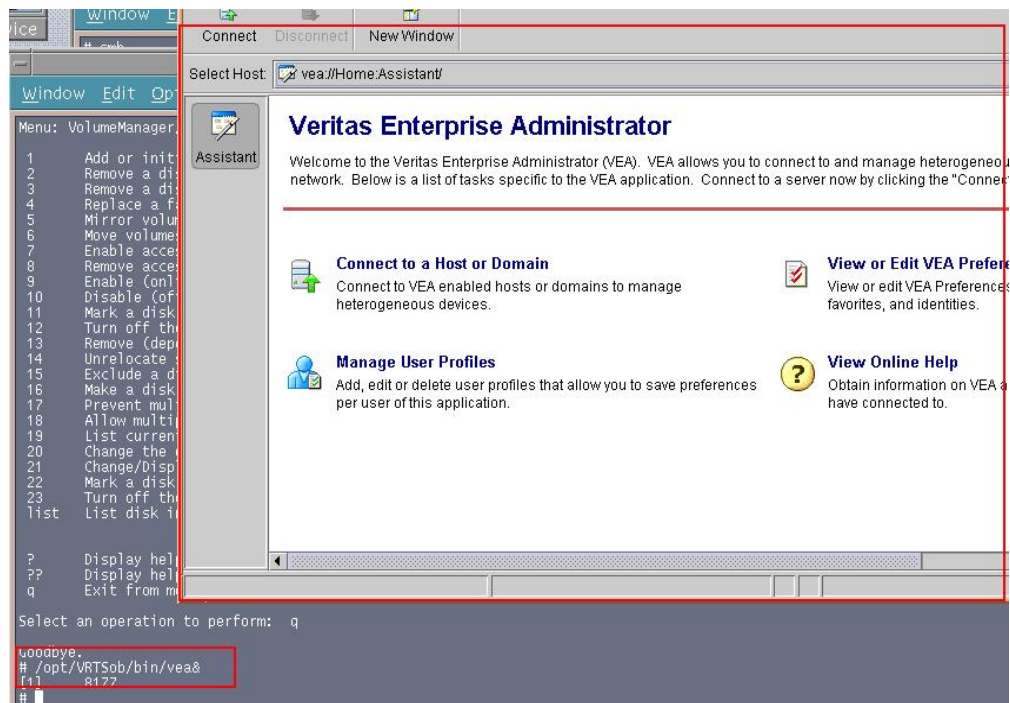 Window E
ice
# smh
Connect Disconnect New Window
Select Host: vea://Home:Assistant/
Window Edit Op
Assistant
Veritas Enterprise Administrator
Welcome to the Veritas Enterprise Administrator (VEA). VEA allows you to connect to and manage heterogeneou
network. Below is a list of tasks specific to the VEA application. Connect to a server now by clicking the "Connec
Connect to a Host or Domain
Connect to VEA enabled hosts or domains to manage
heterogeneous devices.
View or Edit VEA Prefere
View or edit VEA Preferences
favorites, and identities.
Manage User Profiles
Add, edit or delete user profiles that allow you to save preferences
per user of this application.
View Online Help
Obtain information on VEA a
have connected to.
Menu: VolumeManager
1 Add or init
2 Remove a di
3 Remove a di
4 Replace a f
5 Mirror volum
6 Move volume
7 Enable acce
8 Remove acce
9 Enable (onl
10 Disable (of
11 Mark a disk
12 Turn off the
13 Remove (dep
14 Unrelocate
15 Exclude a d
16 Make a disk
17 Prevent mul
18 Allow multi
19 List curren
20 Change the
21 Change/Disp
22 Mark a disk
23 Turn off the
list List disk i
? Display hel
?? Display hel
q Exit from m
Select an operation to perform: q
Goodbye.
# /opt/VRTSob/bin/vea&
[1] 8177
#